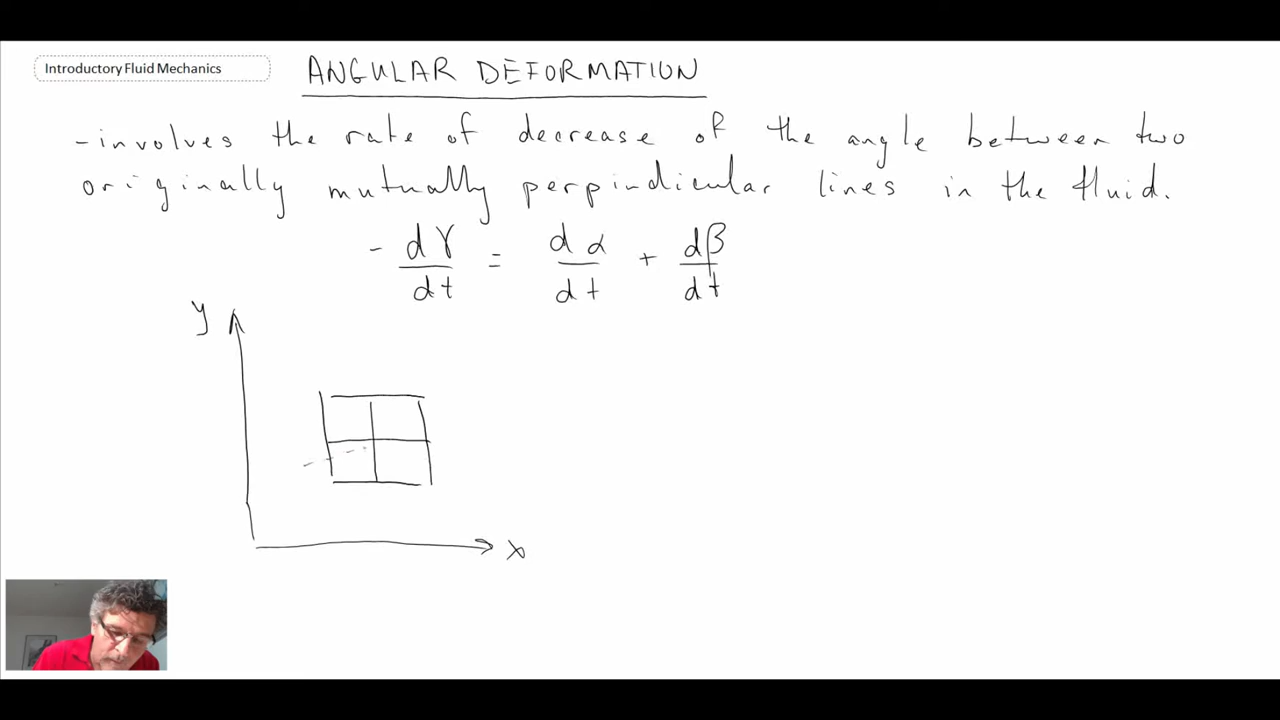 Introductory Fluid Mechanics
ANGULAR DEFORMATION
- involves the rate of decrease of the angle between two
originally mutually perpindicular lines in the fluid.
- dγ/dt = dα/dt + dβ/dt
y
x